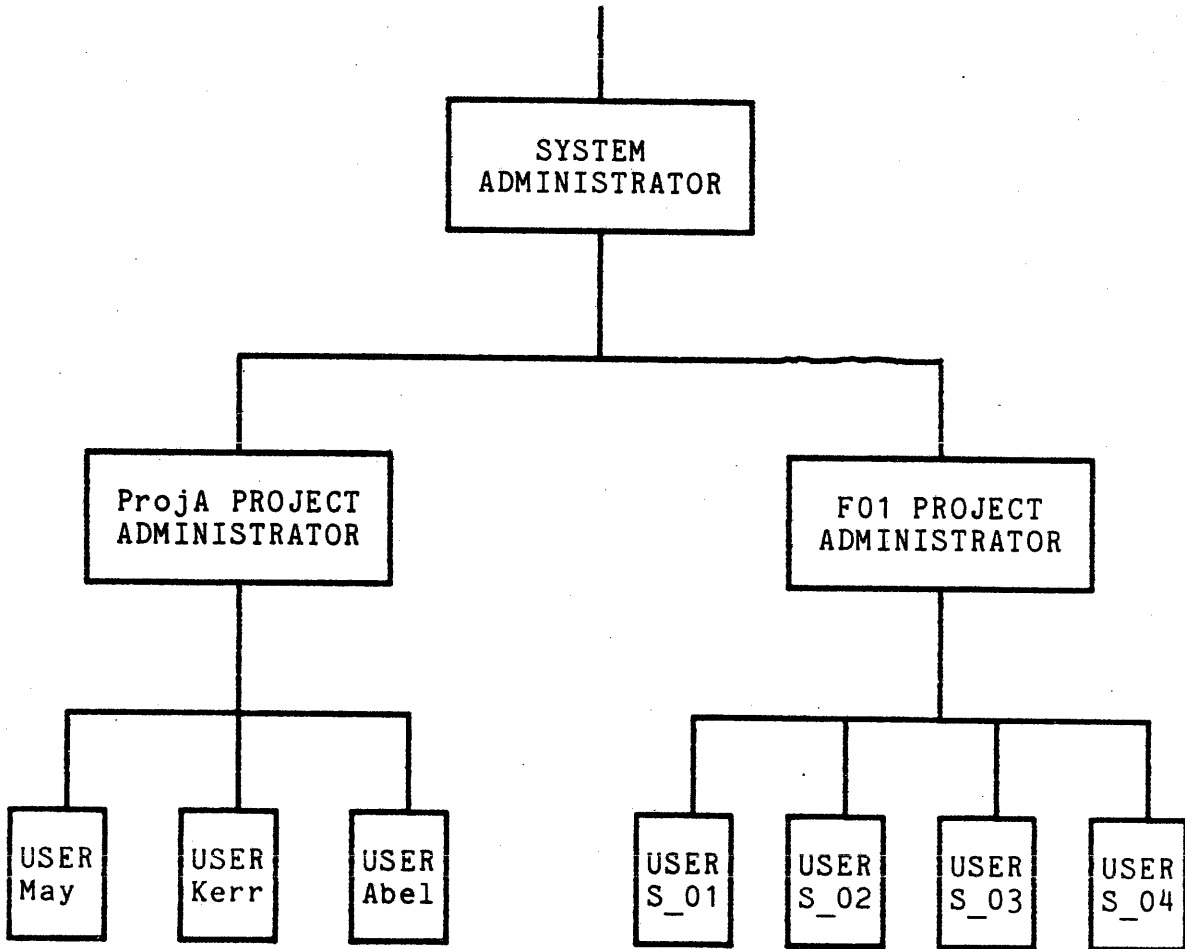 SYSTEM
ADMINISTRATOR
ProjA PROJECT
ADMINISTRATOR
F01 PROJECT
ADMINISTRATOR
USER
May
USER
Kerr
USER
Abel
USER
S_01
USER
S_02
USER
S_03
USER
S_04